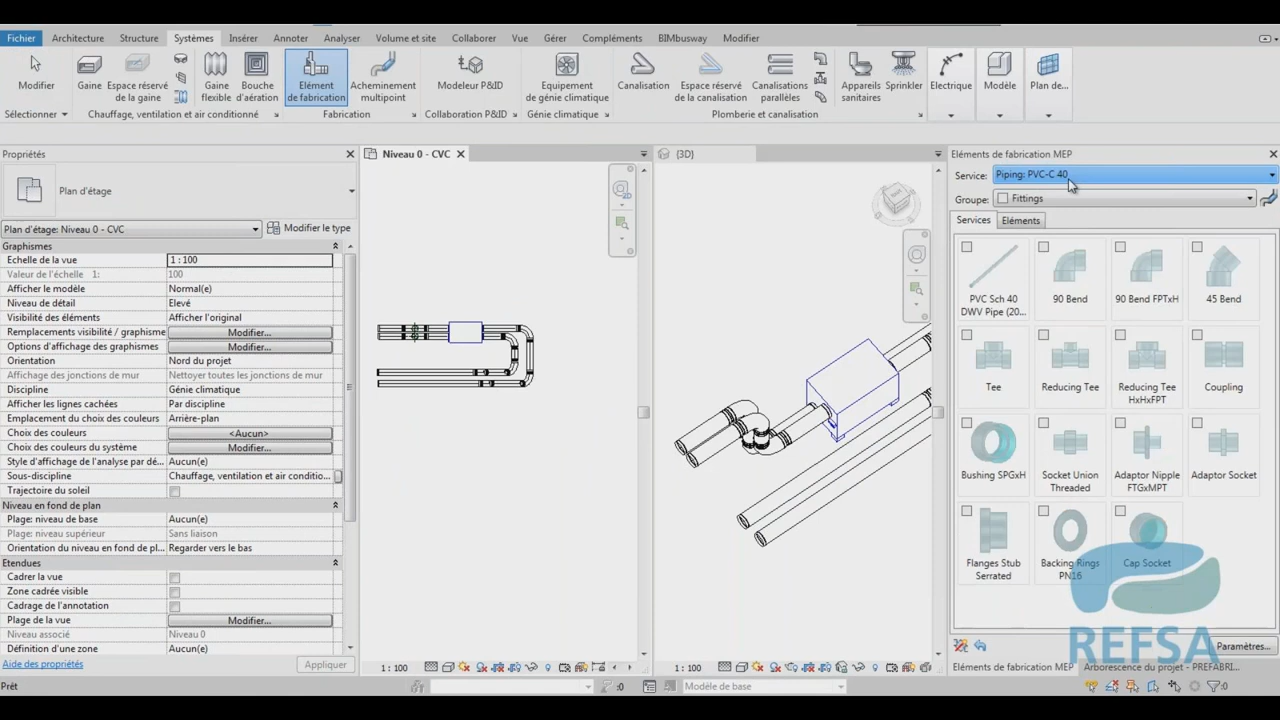 Fichier Architecture Structure Systèmes Insérer Annoter Analyser Volume et site Collaborer Vue Gérer Compléments BIMbusway Modifier
Modifier
Gaine
Espace réservé
de la gaine
Gaine
flexible
Bouche
d'aération
Elément
de fabrication
Acheminement
multipoint
Modeleur P&ID
Equipement
de génie climatique
Canalisation
Espace réservé
de la canalisation
Canalisations
parallèles
Appareils
sanitaires
Sprinkler
Electrique
Modèle
Plan de...
Sélectionner
Chauffage, ventilation et air conditionné
Fabrication
Collaboration P&ID
Génie climatique
Plomberie et canalisation
Propriétés
Plan d'étage
Plan d'étage: Niveau 0 - CVC
Modifier le type
Graphismes
Echelle de la vue 1 : 100
Valeur de l'échelle 1: 100
Afficher le modèle Normal(e)
Niveau de détail Elevé
Visibilité des éléments Afficher l'original
Remplacements visibilité / graphisme Modifier...
Options d'affichage des graphismes Modifier...
Orientation Nord du projet
Affichage des jonctions de mur Nettoyer toutes les jonctions de mur
Discipline Génie climatique
Afficher les lignes cachées Par discipline
Emplacement du choix des couleurs Arrière-plan
Choix des couleurs <Aucun>
Choix des couleurs du système Modifier...
Style d'affichage de l'analyse par dé... Aucun(e)
Sous-discipline Chauffage, ventilation et air conditio...
Trajectoire du soleil
Niveau en fond de plan
Plage: niveau de base Aucun(e)
Plage: niveau supérieur Sans liaison
Orientation du niveau en fond de pl... Regarder vers le bas
Etendues
Cadrer la vue
Zone cadrée visible
Cadrage de l'annotation
Plage de la vue Modifier...
Niveau associé Niveau 0
Définition d'une zone Aucun(e)
Aide des propriétés
Appliquer
Prêt
Niveau 0 - CVC
2D
1 : 100
{3D}
1 : 100
:0
Modèle de base
Eléments de fabrication MEP
Service: Piping: PVC-C 40
Groupe: Fittings
Services Eléments
PVC Sch 40
DWV Pipe (20...
90 Bend
90 Bend FPTxH
45 Bend
Tee
Reducing Tee
Reducing Tee
HxHxFPT
Coupling
Bushing SPGxH
Socket Union
Threaded
Adaptor Nipple
FTGxMPT
Adaptor Socket
Flanges Stub
Serrated
Backing Rings
PN16
Cap Socket
REFSA
Paramètres...
Eléments de fabrication MEP
Arborescence du projet - PREFABRI...
:0